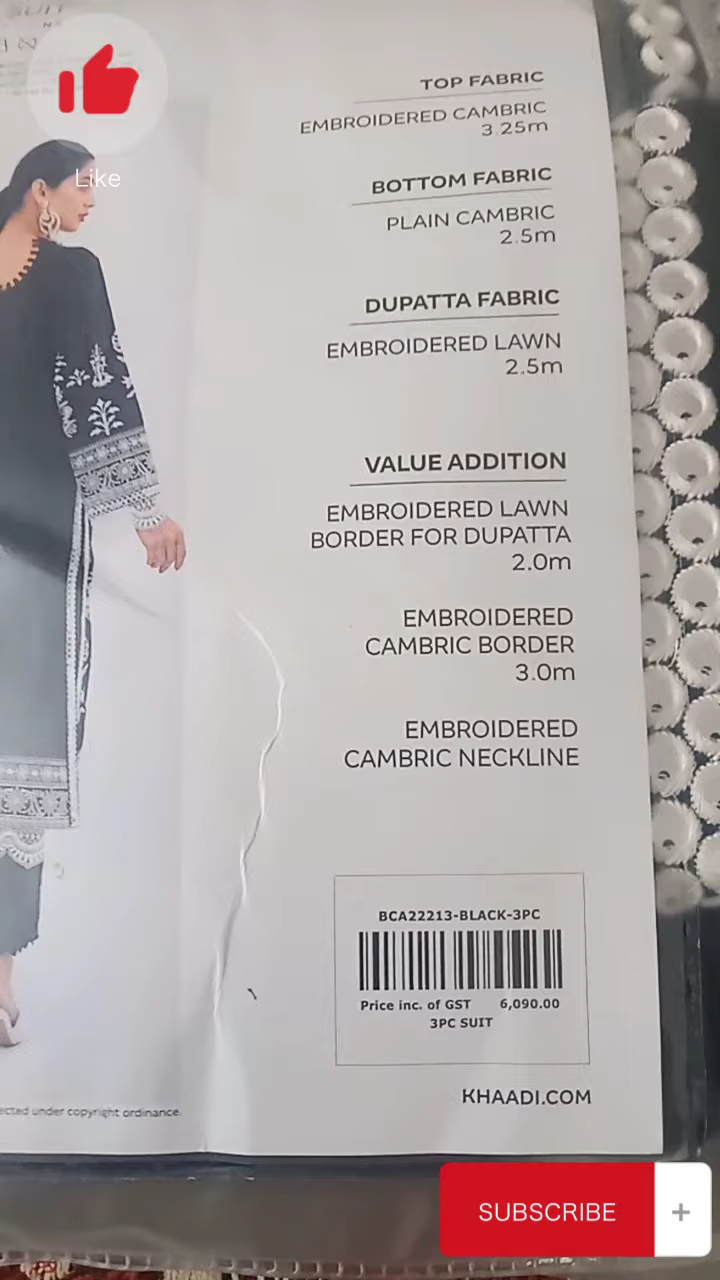 Like
TOP FABRIC
EMBROIDERED CAMBRIC
3.25m
BOTTOM FABRIC
PLAIN CAMBRIC
2.5m
DUPATTA FABRIC
EMBROIDERED LAWN
2.5m
VALUE ADDITION
EMBROIDERED LAWN
BORDER FOR DUPATTA
2.0m
EMBROIDERED
CAMBRIC BORDER
3.0m
EMBROIDERED
CAMBRIC NECKLINE
BCA22213-BLACK-3PC
Price inc. of GST 6,090.00
3PC SUIT
KHAADI.COM
under copyright ordinance.
SUBSCRIBE +